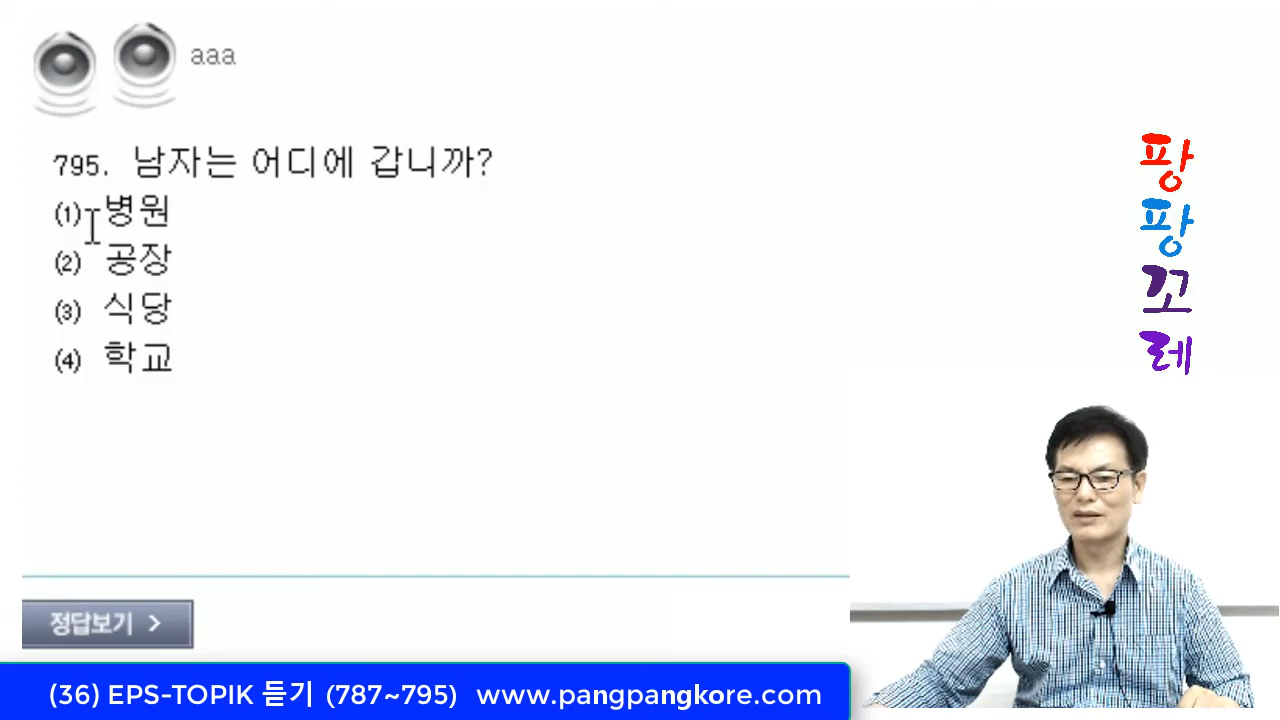 aaa
795. 남자는 어디에 갑니까?
(1) 병원
(2) 공장
(3) 식당
(4) 학교
팡
팡
꼬
레
정답보기 >
(36) EPS-TOPIK 듣기 (787~795) www.pangpangkore.com